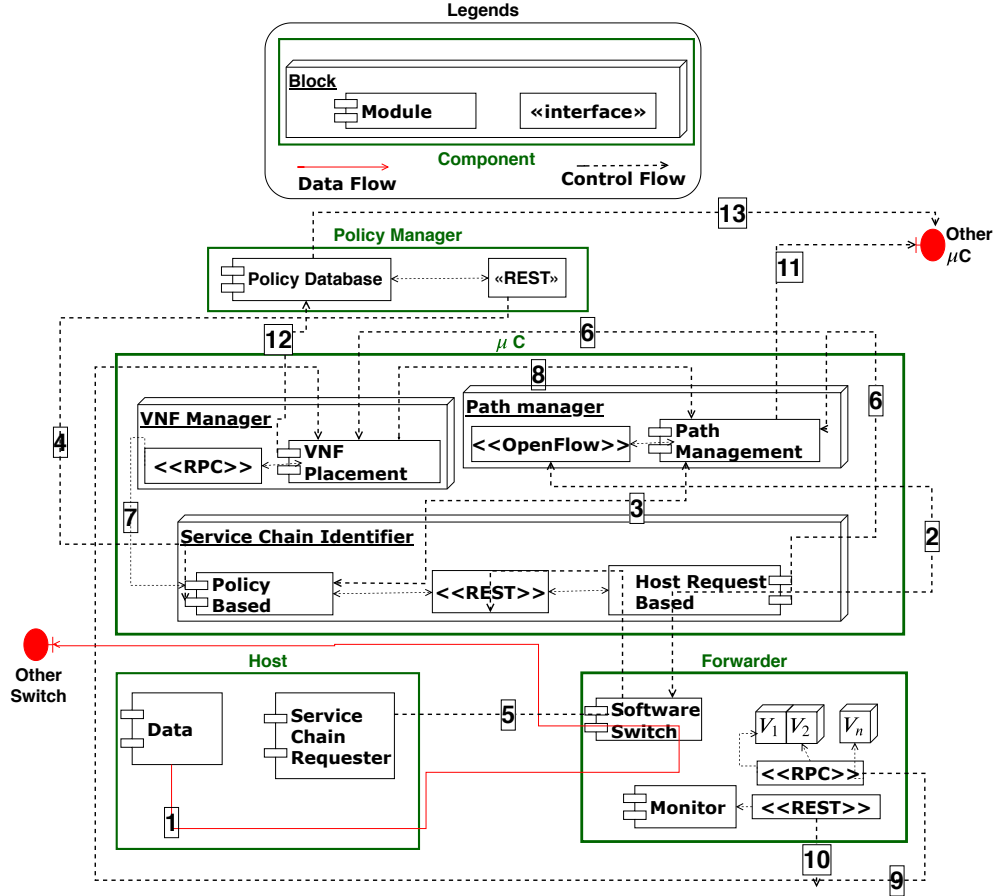 Legends
Block
Module
«interface»
Component
Data Flow
Control Flow
13
Policy Manager
Other
μC
Policy Database
«REST»
11
12
6
μ C
8
VNF Manager
Path manager
6
4
<<RPC>>
VNF
Placement
<<OpenFlow>>
Path
Management
7
3
2
Service Chain Identifier
Policy
Based
<<REST>>
Host Request
Based
Other
Switch
Host
Forwarder
Data
Service
Chain
Requester
5
Software
Switch
V1
V2
Vn
<<RPC>>
1
Monitor
<<REST>>
10
9